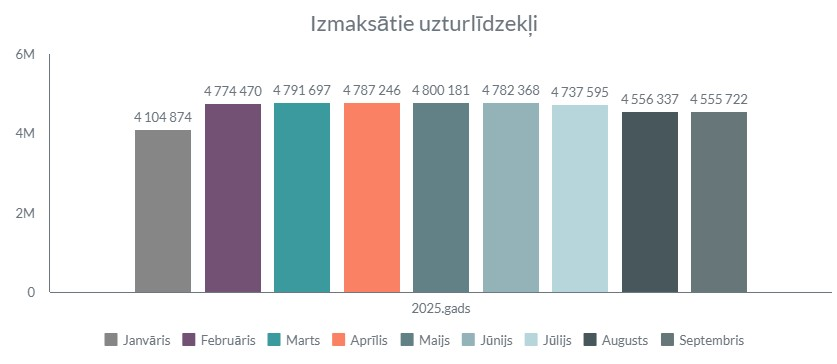 Izmaksātie uzturlīdzekļi
6M
4 104 874
4 774 470
4 791 697
4 787 246
4 800 181
4 782 368
4 737 595
4 556 337
4 555 722
4M
2M
0
2025.gads
Janvāris Februāris Marts Aprīlis Maijs Jūnijs Jūlijs Augusts Septembris